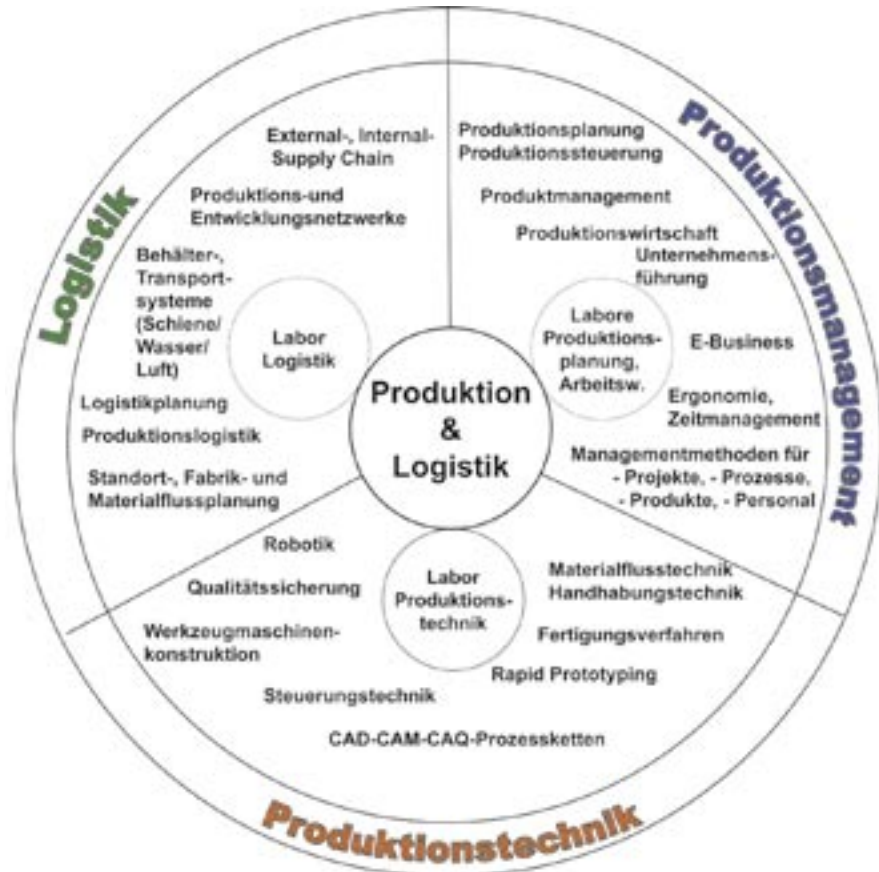 Logistik
External-, Internal-
Supply Chain
Produktions-und
Entwicklungsnetzwerke
Behälter-,
Transport-
systeme
(Schiene/
Wasser/
Luft)
Labor
Logistik
Logistikplanung
Produktionslogistik
Standort-, Fabrik- und
Materialflussplanung
Produktionsmanagement
Produktionsplanung
Produktionssteuerung
Produktmanagement
Produktionswirtschaft
Unternehmens-
führung
Labore
Produktions-
planung,
Arbeitsw.
E-Business
Ergonomie,
Zeitmanagement
Managementmethoden für
- Projekte, - Prozesse,
- Produkte, - Personal
Produktion
&
Logistik
Robotik
Qualitätssicherung
Werkzeugmaschinen-
konstruktion
Labor
Produktions-
technik
Materialflusstechnik
Handhabungstechnik
Fertigungsverfahren
Rapid Prototyping
Steuerungstechnik
CAD-CAM-CAQ-Prozessketten
Produktionstechnik